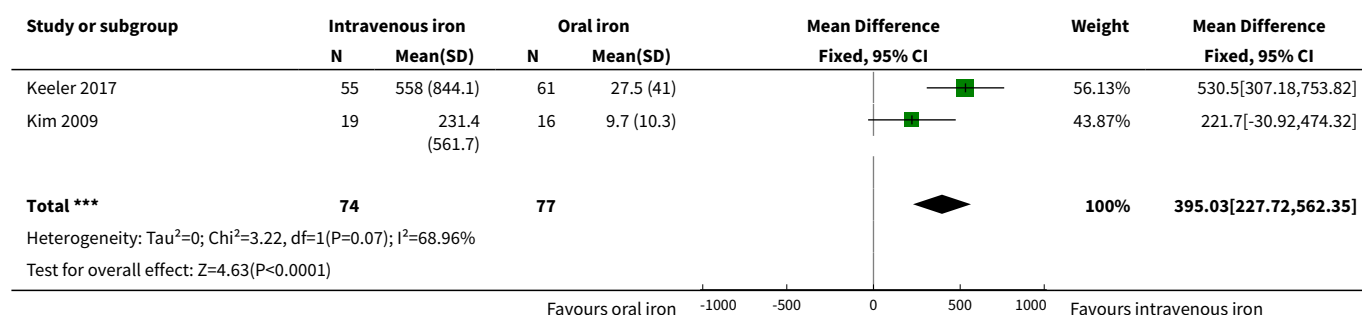 Study or subgroup Intravenous iron Oral iron Mean Difference Weight Mean Difference
N Mean(SD) N Mean(SD) Fixed, 95% CI Fixed, 95% CI
Keeler 2017 55 558 (844.1) 61 27.5 (41) 56.13% 530.5[307.18,753.82]
Kim 2009 19 231.4 16 9.7 (10.3) 43.87% 221.7[-30.92,474.32]
(561.7)
Total *** 74 77 100% 395.03[227.72,562.35]
Heterogeneity: Tau²=0; Chi²=3.22, df=1(P=0.07); I²=68.96%
Test for overall effect: Z=4.63(P<0.0001)
Favours oral iron -1000 -500 0 500 1000 Favours intravenous iron